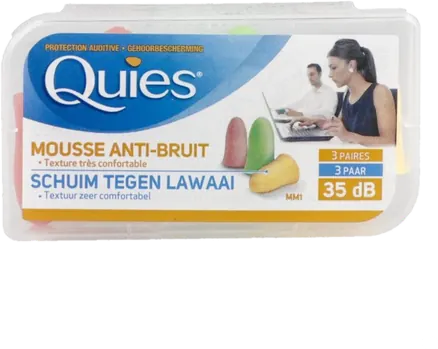 PROTECTION AUDITIVE • GEHOORBESCHERMING
Quies®
MOUSSE ANTI-BRUIT
• Texture très confortable
SCHUIM TEGEN LAWAAI
• Textuur zeer comfortabel
MM1
3 PAIRES
3 PAAR
35 dB